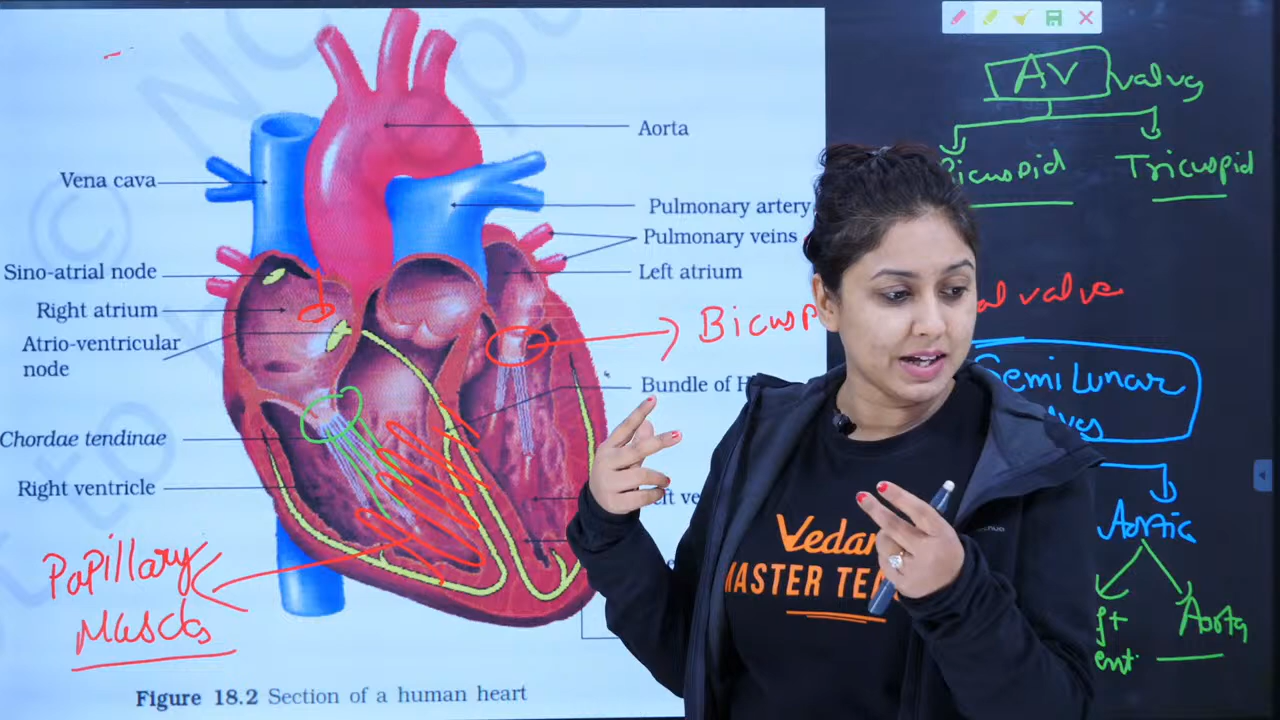 Aorta
Vena cava
Pulmonary artery
Pulmonary veins
Sino-atrial node
Left atrium
Right atrium
Atrio-ventricular
node
Bundle of H
Chordae tendinae
Right ventricle
Papillary
Muscles
Bicusp
Figure 18.2 Section of a human heart
AV valvs
Bicuspid
Tricuspid
valve
Semi Lunar
Aortic
Aorta
Vedan
MASTER TE